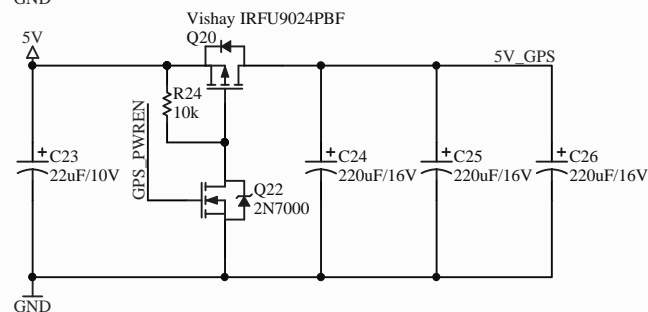 GND
Vishay IRFU9024PBF
5V
Q20
5V_GPS
R24
10k
GPS_PWREN
C23
22uF/10V
C24
220uF/16V
C25
220uF/16V
C26
220uF/16V
Q22
2N7000
GND